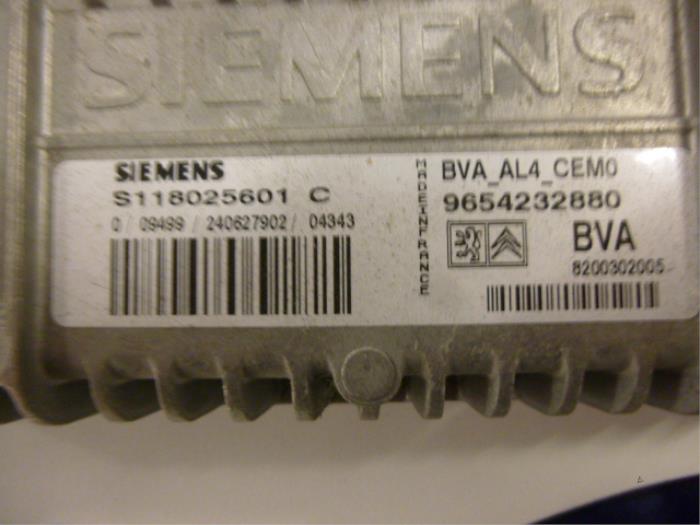 SIEMENS
SIEMENS
S118025601 C
0 / 09499 / 240627902 / 04343
MADE IN FRANCE
BVA_AL4_CEM0
9654232880
BVA
8200302005